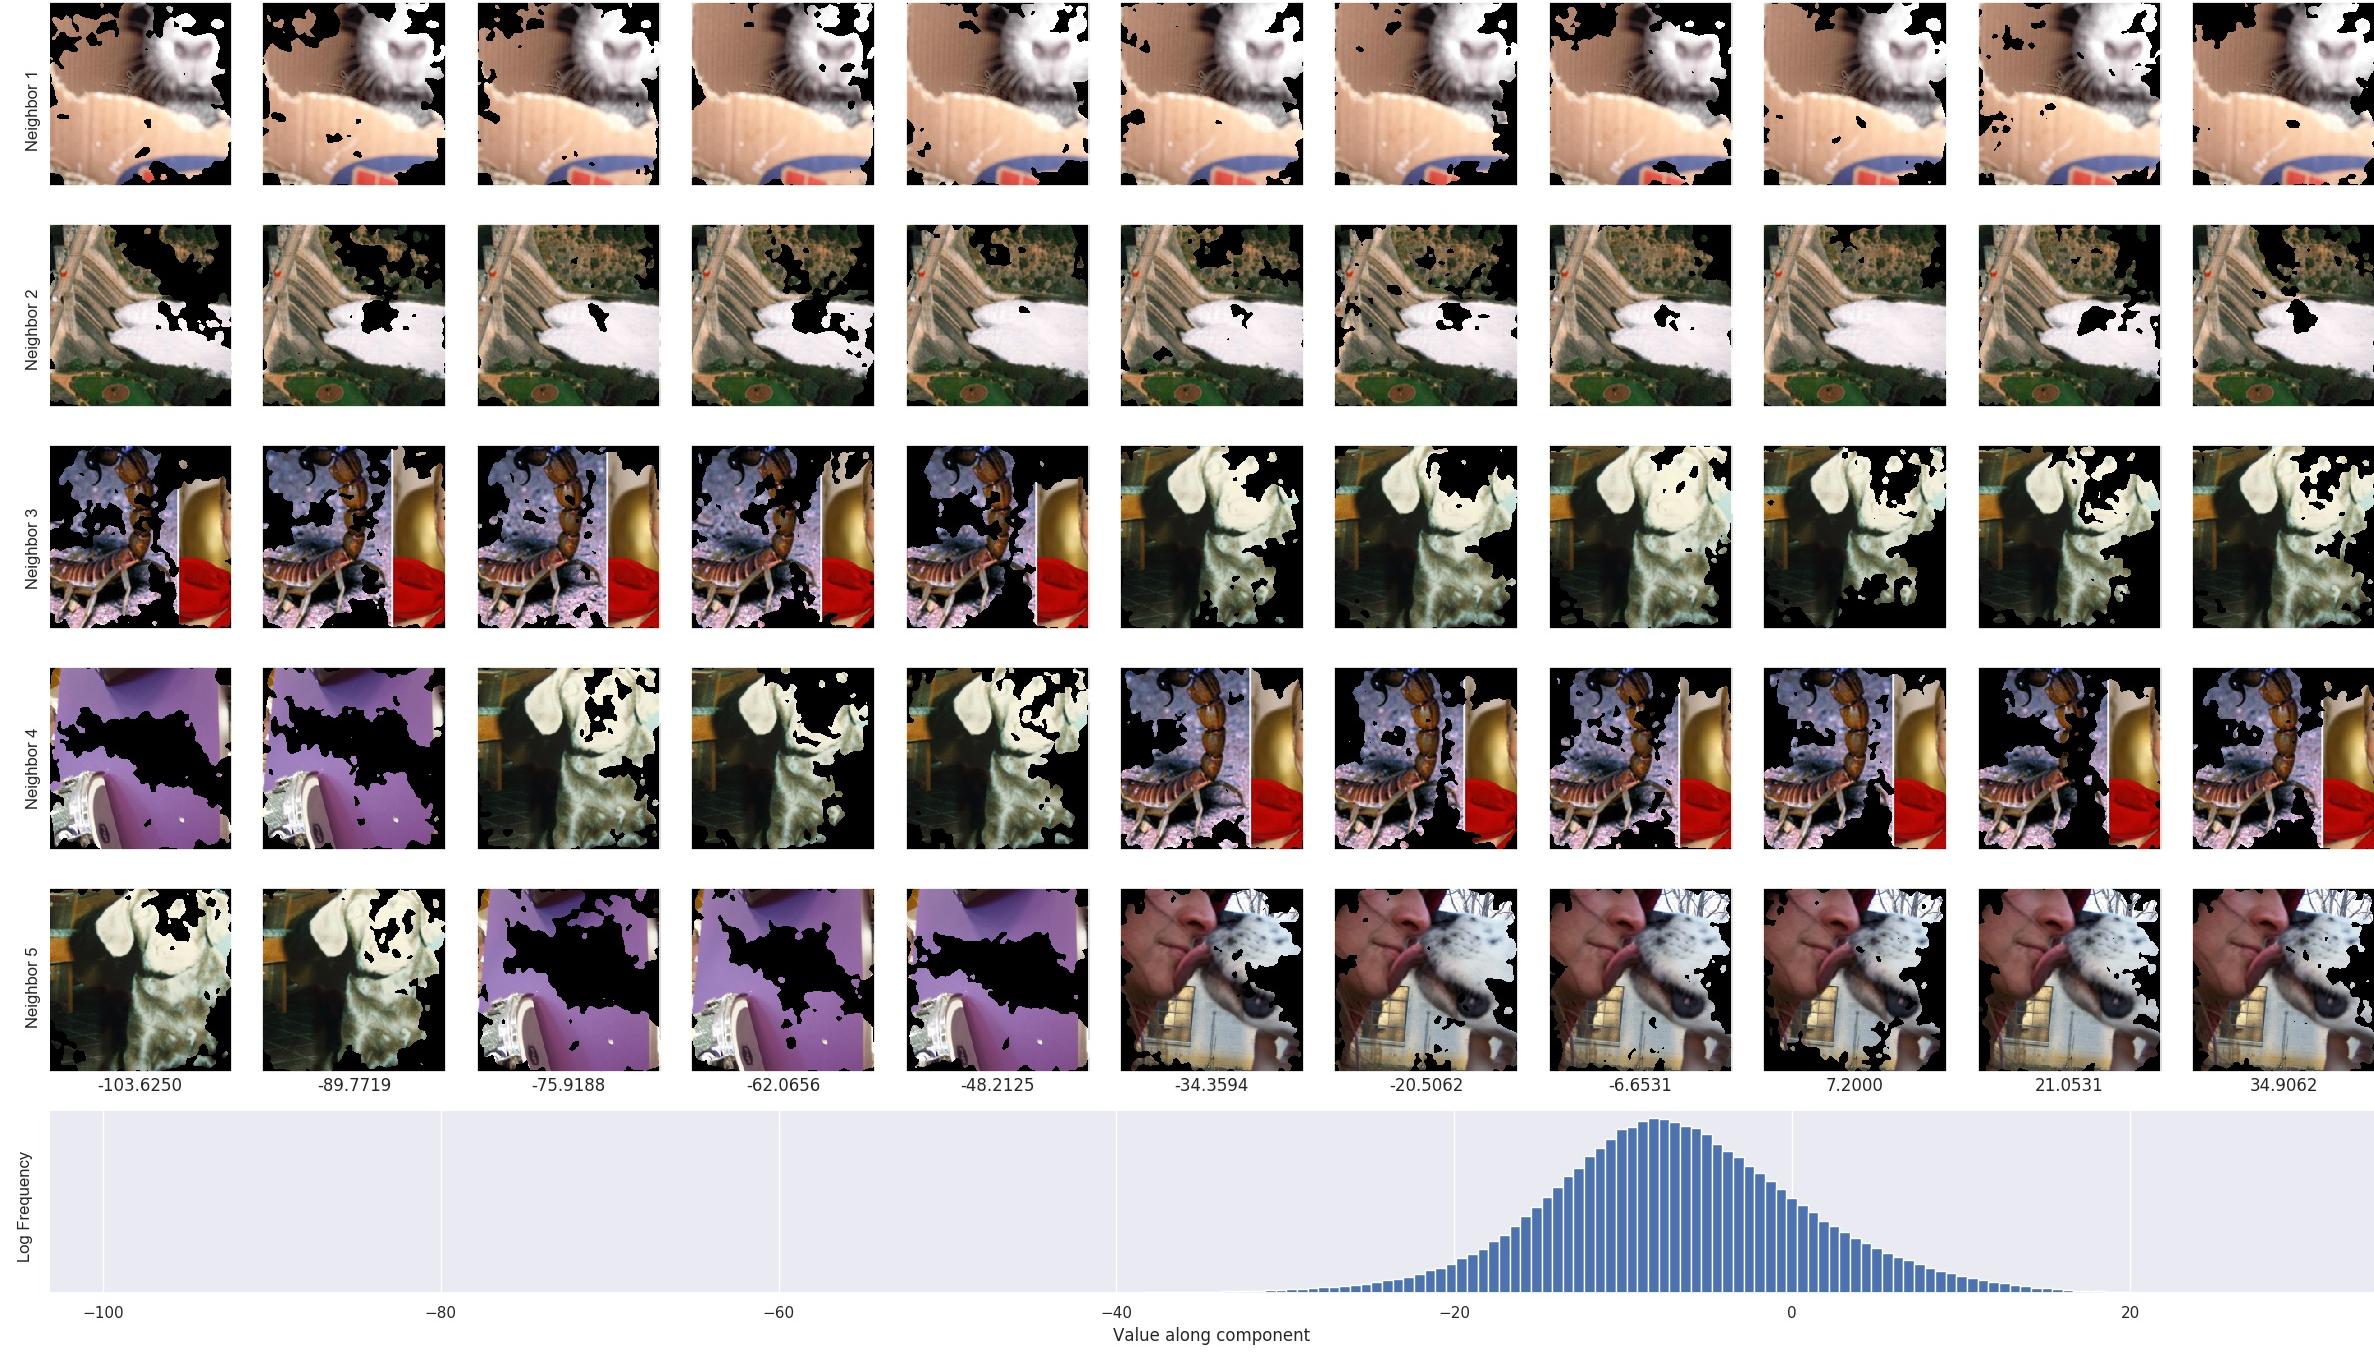 Neighbor 1
Neighbor 2
Neighbor 3
Neighbor 4
Neighbor 5
-103.6250 -89.7719 -75.9188 -62.0656 -48.2125 -34.3594 -20.5062 -6.6531 7.2000 21.0531 34.9062
Log Frequency
−100 −80 −60 −40 −20 0 20
Value along component